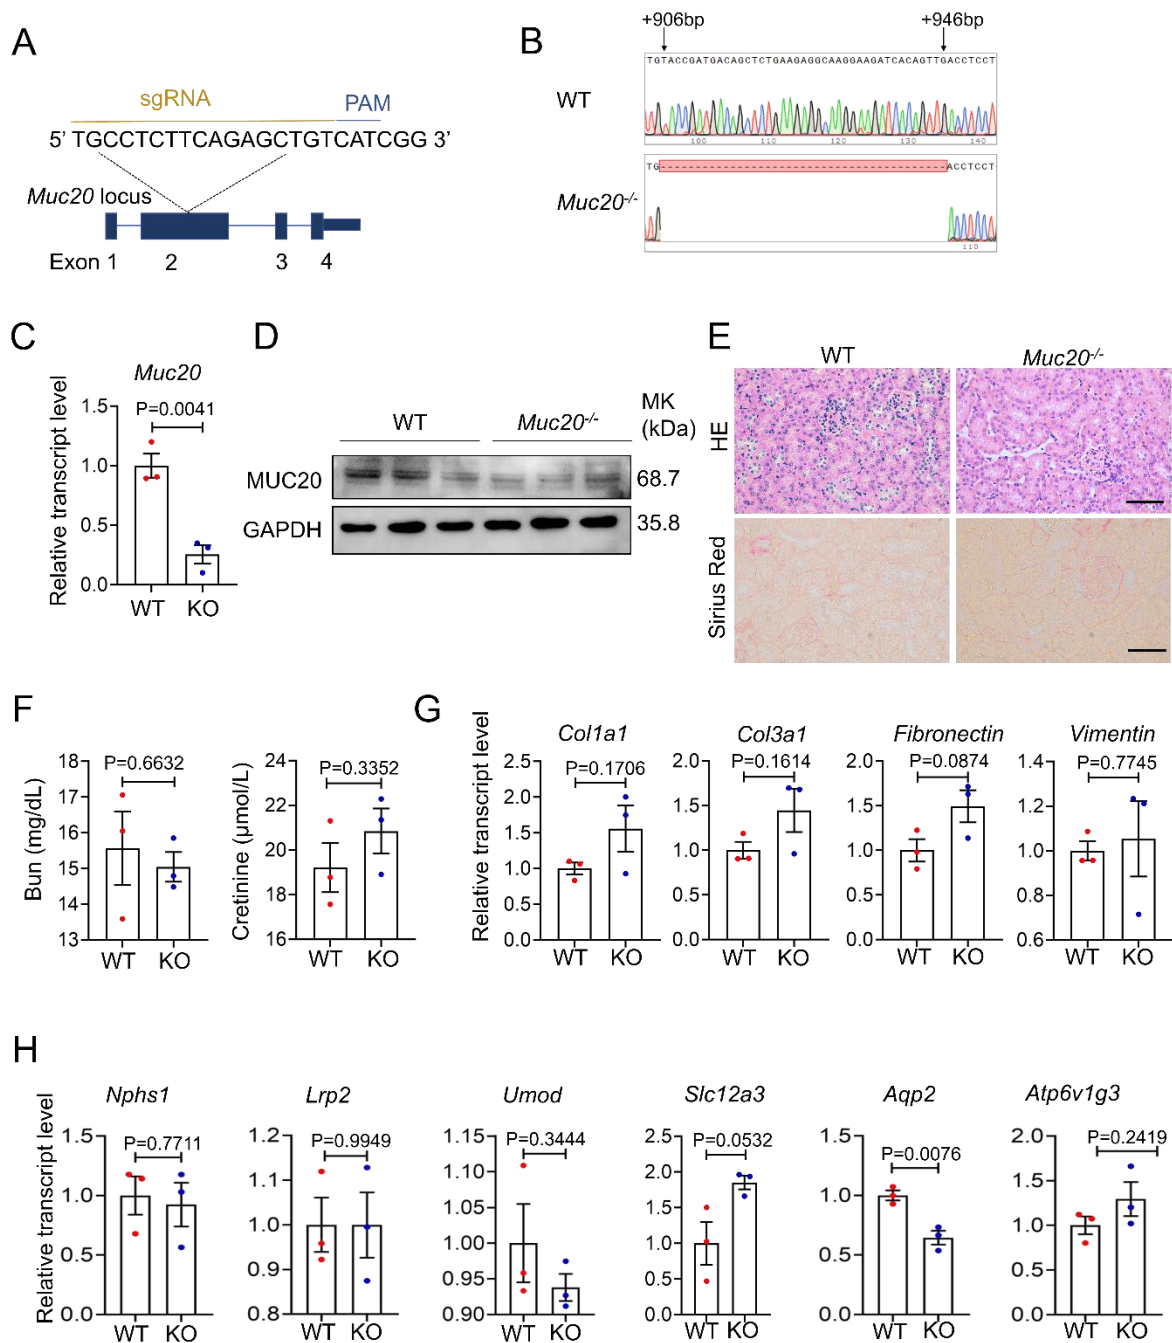 A
sgRNA
PAM
5' TGCCTCTTCAGAGCTGTCATCGG 3'
Muc20 locus
Exon 1 2 3 4
B
+906bp +946bp
WT
TGTACCGATGACAGCTCTGAAGAGGCAAGGAAGATCACAGTTGACCTCCT
100 110 120 130 140
Muc20-/-
TG-----------------------------------------ACCTCCT
110
C
Muc20
Relative transcript level
P=0.0041
1.5
1.0
0.5
0.0
WT KO
D
WT Muc20-/-
MK
(kDa)
MUC20 68.7
GAPDH 35.8
E
WT Muc20-/-
HE
Sirius Red
F
Bun (mg/dL)
P=0.6632
17
16
15
14
13
WT KO
Cretinine (μmol/L)
P=0.3352
24
22
20
18
16
WT KO
G
Relative transcript level
Col1a1
P=0.1706
2.5
2.0
1.5
1.0
0.5
0.0
WT KO
Col3a1
P=0.1614
2.0
1.5
1.0
0.5
0.0
WT KO
Fibronectin
P=0.0874
2.0
1.5
1.0
0.5
0.0
WT KO
Vimentin
P=0.7745
1.4
1.2
1.0
0.8
0.6
WT KO
H
Relative transcript level
Nphs1
P=0.7711
1.5
1.0
0.5
0.0
WT KO
Lrp2
P=0.9949
1.2
1.1
1.0
0.9
0.8
WT KO
Umod
P=0.3444
1.15
1.10
1.05
1.00
0.95
0.90
WT KO
Slc12a3
P=0.0532
2.5
2.0
1.5
1.0
0.5
0.0
WT KO
Aqp2
P=0.0076
1.5
1.0
0.5
0.0
WT KO
Atp6v1g3
P=0.2419
2.0
1.5
1.0
0.5
0.0
WT KO